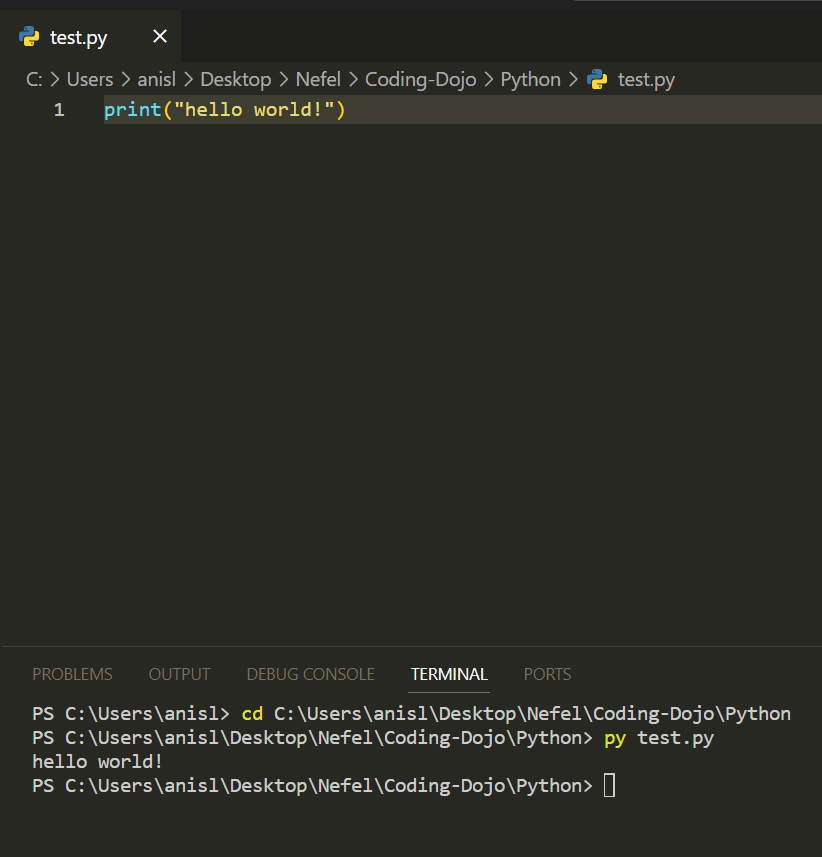 test.py
C: > Users > anisl > Desktop > Nefel > Coding-Dojo > Python > test.py
1 print("hello world!")
PROBLEMS OUTPUT DEBUG CONSOLE TERMINAL PORTS
PS C:\Users\anisl> cd C:\Users\anisl\Desktop\Nefel\Coding-Dojo\Python
PS C:\Users\anisl\Desktop\Nefel\Coding-Dojo\Python> py test.py
hello world!
PS C:\Users\anisl\Desktop\Nefel\Coding-Dojo\Python>